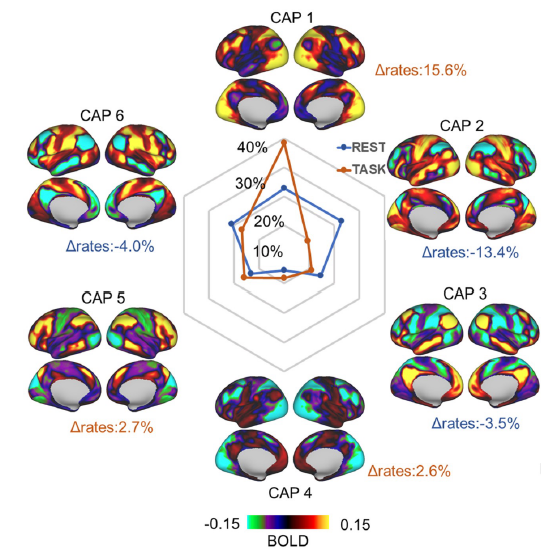 CAP 1
Δrates:15.6%
CAP 6
CAP 2
40%
REST
TASK
30%
20%
10%
Δrates:-4.0%
Δrates:-13.4%
CAP 5
CAP 3
Δrates:2.7%
Δrates:-3.5%
Δrates:2.6%
CAP 4
-0.15 0.15
BOLD